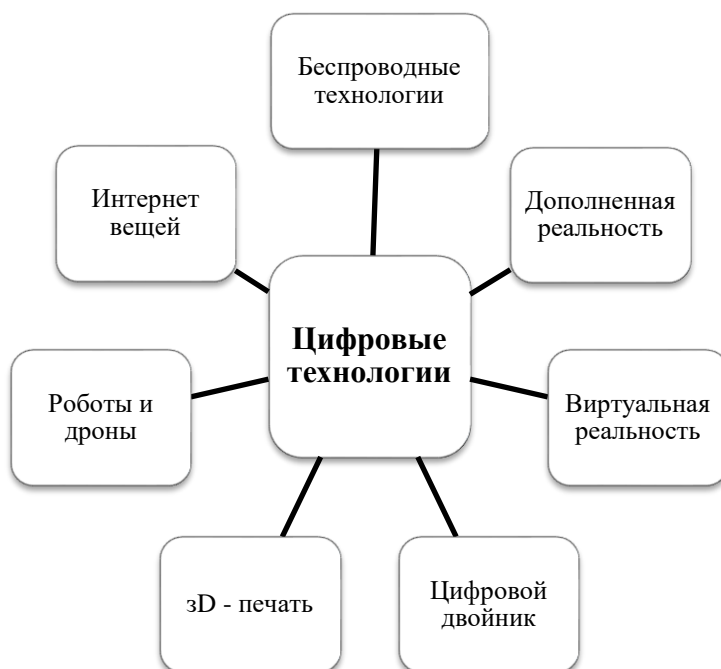 Беспроводные
технологии
Дополненная
реальность
Виртуальная
реальность
Цифровой
двойник
зD - печать
Роботы и
дроны
Интернет
вещей
Цифровые
технологии